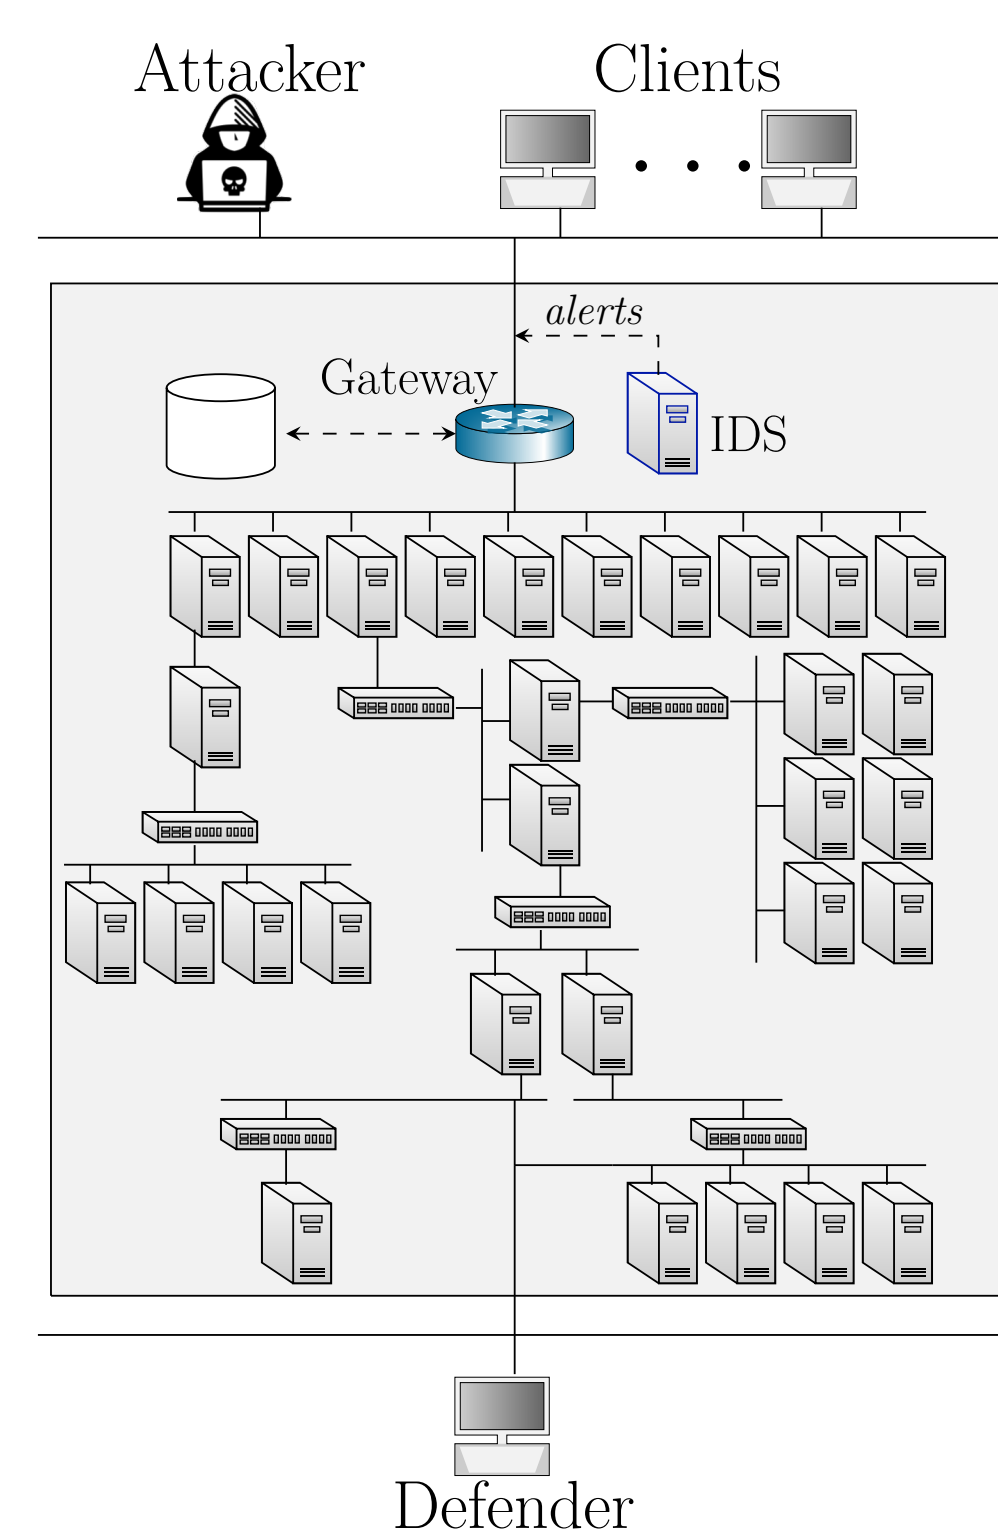 Attacker
Clients
alerts
Gateway
IDS
Defender